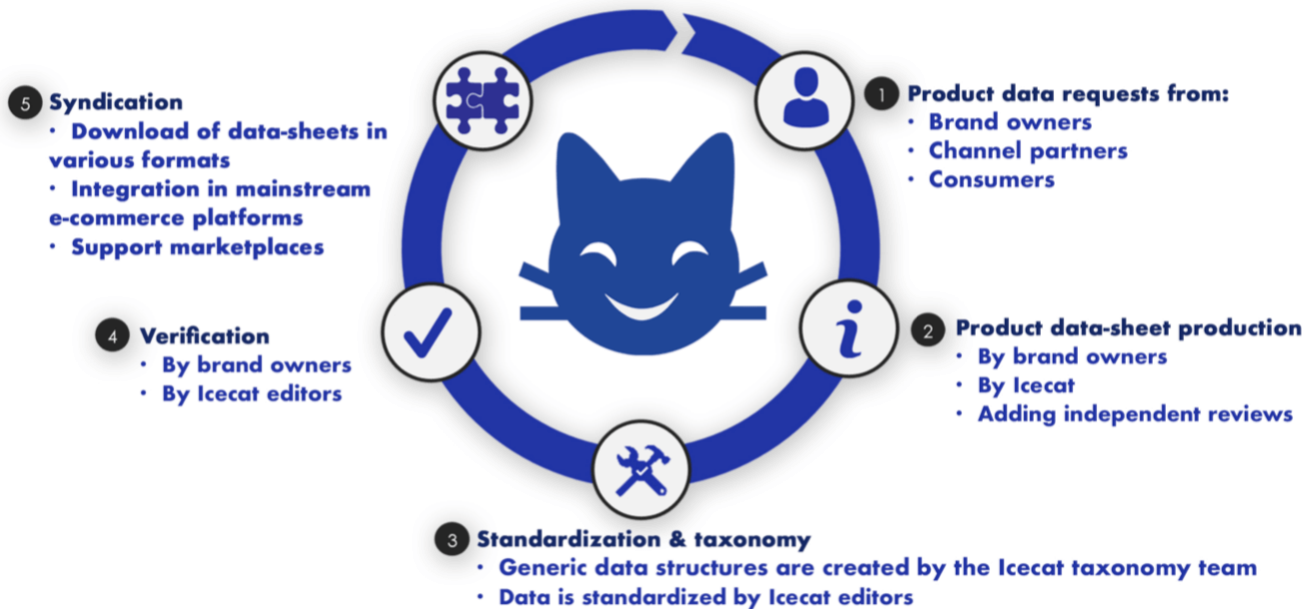 1 Product data requests from:
· Brand owners
· Channel partners
· Consumers
2 Product data-sheet production
· By brand owners
· By Icecat
· Adding independent reviews
3 Standardization & taxonomy
· Generic data structures are created by the Icecat taxonomy team
· Data is standardized by Icecat editors
4 Verification
· By brand owners
· By Icecat editors
5 Syndication
· Download of data-sheets in
various formats
· Integration in mainstream
e-commerce platforms
· Support marketplaces